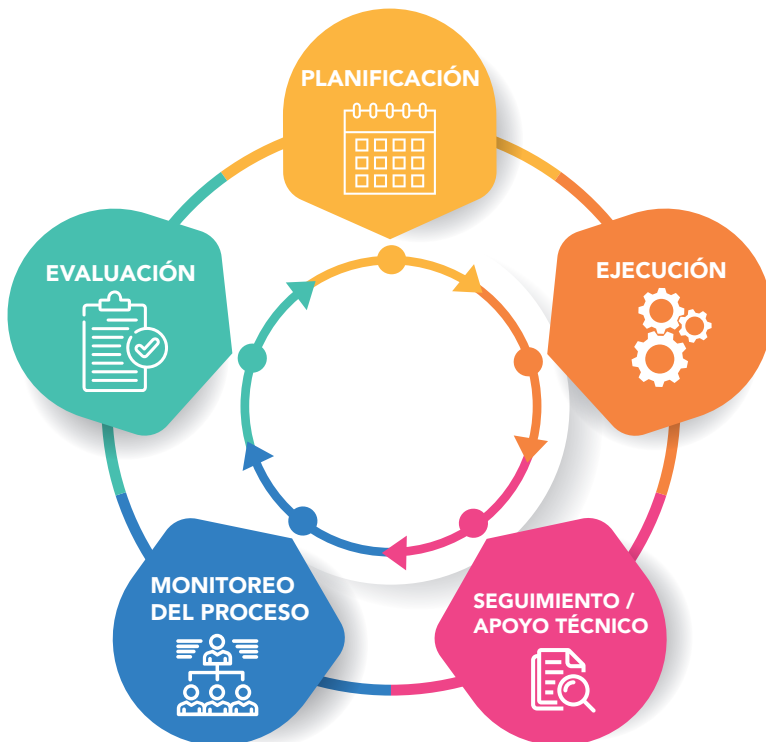 PLANIFICACIÓN
EJECUCIÓN
SEGUIMIENTO /
APOYO TÉCNICO
MONITOREO
DEL PROCESO
EVALUACIÓN